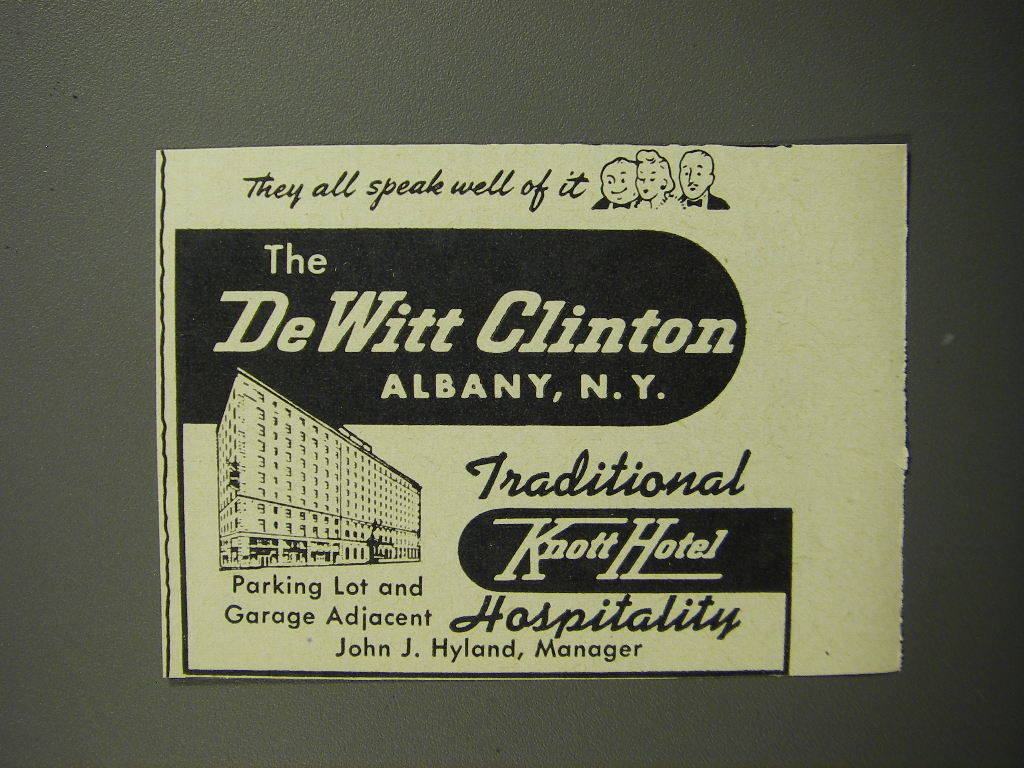 They all speak well of it
The
DeWitt Clinton
ALBANY, N.Y.
Traditional
Knott Hotel
Hospitality
Parking Lot and
Garage Adjacent
John J. Hyland, Manager